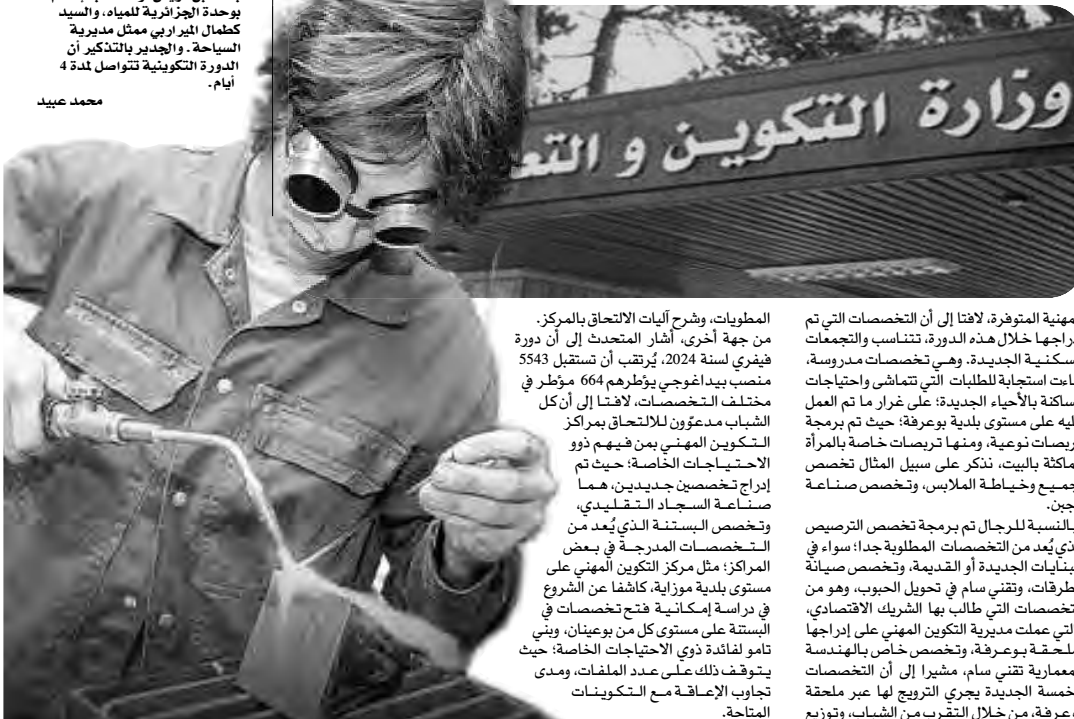 بوحدة الجزائرية للمياه، والسيد
كطمال الميرابي ممثل مديرية
السياحة. والجدير بالتذكير أن
الدورة التكوينية تتواصل لمدة 4
أيام.
محمد عبيد
وزارة التكوين و التع
مهنية المتوفرة، لافتا إلى أن التخصصات التي تم
راجها خلال هذه الدورة، تتناسب والتجمعات
سكنية الجديدة. وهي تخصصات مدروسة،
اءت استجابة للطلبات التي تتماشى واحتياجات
ساكنة بالأحياء الجديدة؛ على غرار ما تم العمل
ليه على مستوى بلدية بوعرفة؛ حيث تم برمجة
ربصات نوعية، ومنها تربصات خاصة بالمرأة
ماكثة بالبيت، نذكر على سبيل المثال تخصص
جميع وخياطة الملابس، وتخصص صناعة
جبن.
بالنسبة للرجال تم برمجة تخصص الترصيص
ذي يُعد من التخصصات المطلوبة جدا؛ سواء في
بنايات الجديدة أو القديمة، وتخصص صيانة
طرقات، وتقني سام في تحويل الحبوب، وهو من
تخصصات التي طالب بها الشريك الاقتصادي،
لتي عملت مديرية التكوين المهني على إدراجها
ملحقة بوعرفة، وتخصص خاص بالهندسة
معمارية تقني سام، مشيرا إلى أن التخصصات
خمسة الجديدة يجري الترويج لها عبر ملحقة
وعرفة، من خلال التقرب من الشباب، وتوزيع
المطويات، وشرح آليات الالتحاق بالمركز.
من جهة أخرى، أشار المتحدث إلى أن دورة
فيفري لسنة 2024، يُرتقب أن تستقبل 5543
منصب بيداغوجي يؤطرهم 664 مؤطر في
مختلف التخصصات، لافتا إلى أن كل
الشباب مدعوّون للالتحاق بمراكز
التكوين المهني بمن فيهم ذوو
الاحتياجات الخاصة؛ حيث تم
إدراج تخصصين جديدين، هما
صناعة السجاد التقليدي،
وتخصص البستنة الذي يُعد من
التخصصات المدرجة في بعض
المراكز؛ مثل مركز التكوين المهني على
مستوى بلدية موزاية، كاشفا عن الشروع
في دراسة إمكانية فتح تخصصات في
البستنة على مستوى كل من بوعينان، وبني
تامو لفائدة ذوي الاحتياجات الخاصة؛ حيث
يتوقف ذلك على عدد الملفات، ومدى
تجاوب الإعاقة مع التكوينات
المتاحة.